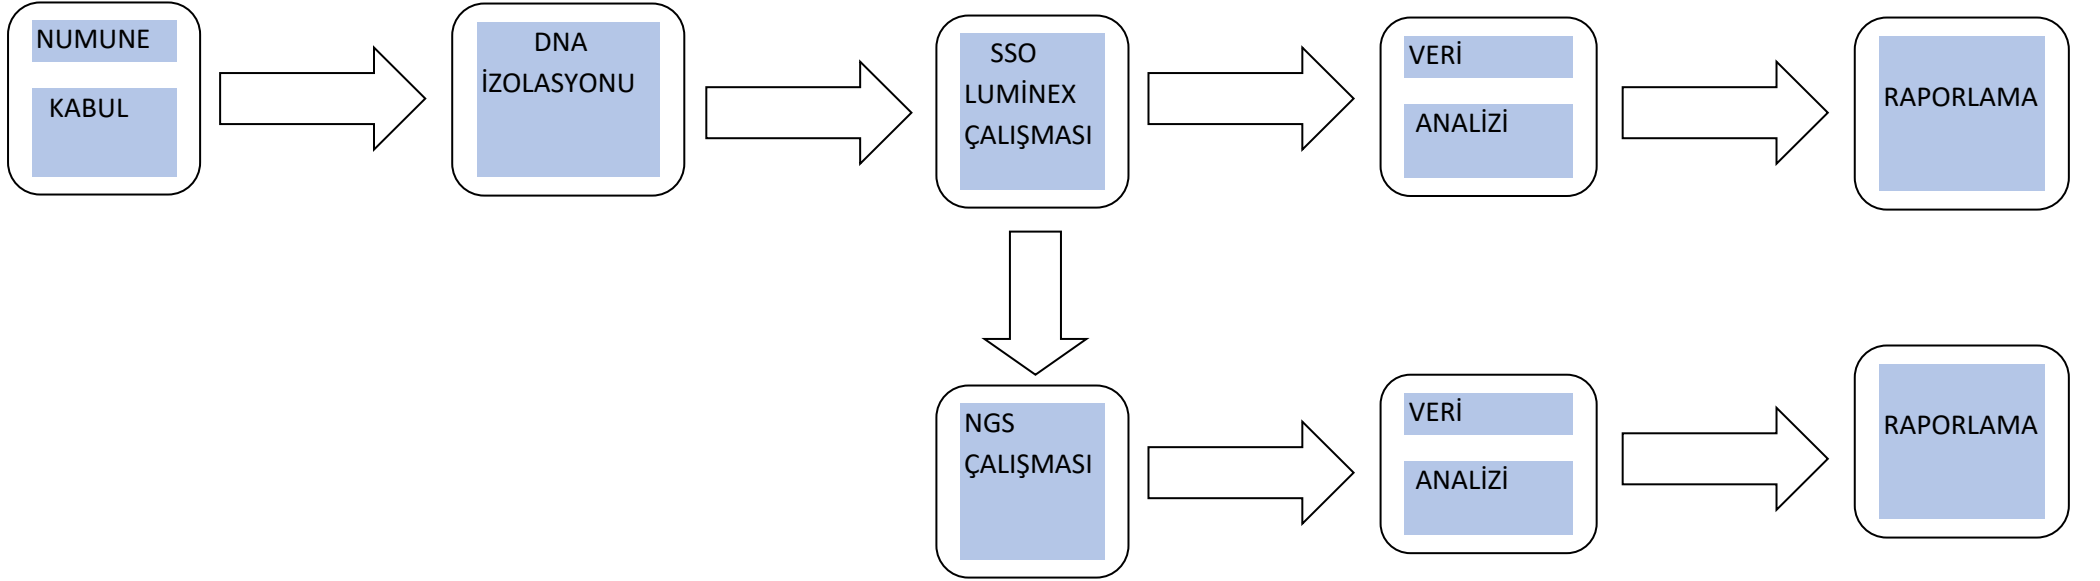 NUMUNE
KABUL
DNA
İZOLASYONU
SSO
LUMİNEX
ÇALIŞMASI
VERİ
ANALİZİ
RAPORLAMA
NGS
ÇALIŞMASI
VERİ
ANALİZİ
RAPORLAMA